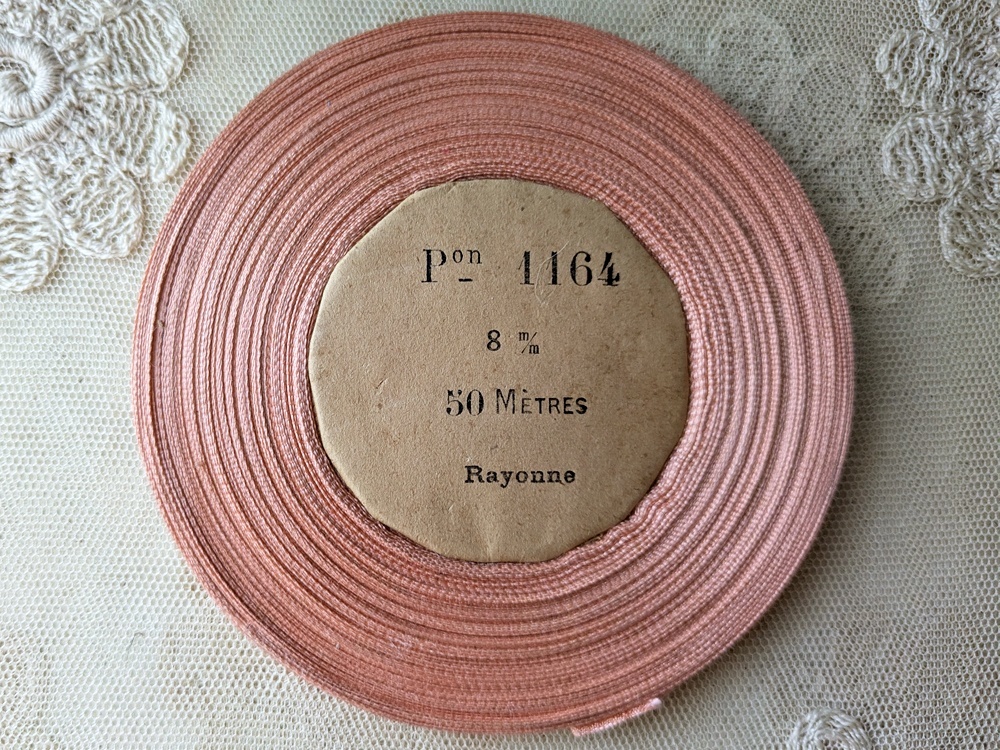 Pon 1164
8 m/m
50 MÈTRES
Rayonne